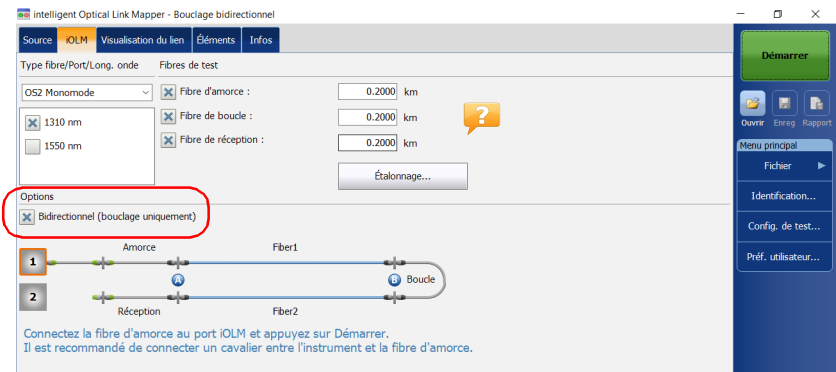 intelligent Optical Link Mapper - Bouclage bidirectionnel
Source iOLM Visualisation du lien Éléments Infos
Type fibre/Port/Long. onde Fibres de test
OS2 Monomode
1310 nm
1550 nm
Fibre d'amorce : 0.2000 km
Fibre de boucle : 0.2000 km
Fibre de réception : 0.2000 km
?
Étalonnage...
Options
Bidirectionnel (bouclage uniquement)
Amorce Fiber1
1
A B Boucle
2
Réception Fiber2
Connectez la fibre d'amorce au port iOLM et appuyez sur Démarrer.
Il est recommandé de connecter un cavalier entre l'instrument et la fibre d'amorce.
Démarrer
Ouvrir Enreg Rapport
Menu principal
Fichier
Identification...
Config. de test...
Préf. utilisateur...